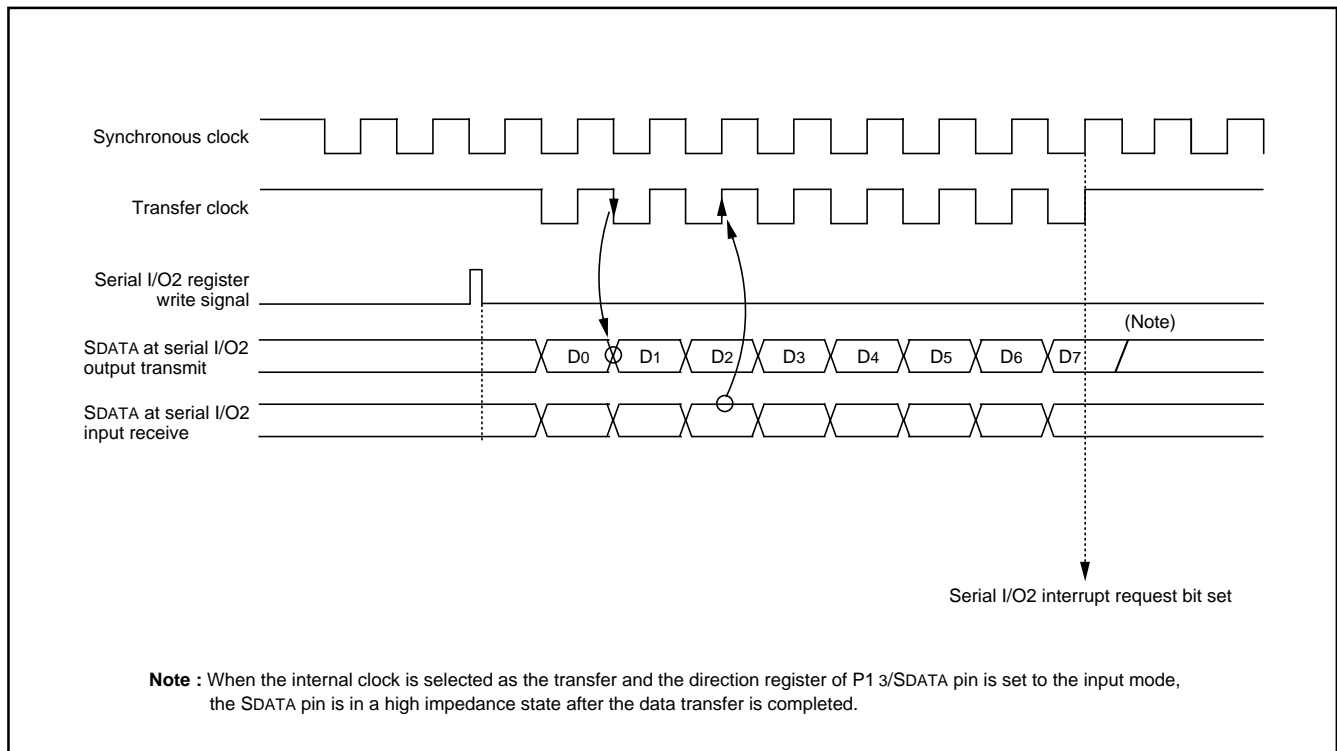 Synchronous clock
Transfer clock
Serial I/O2 register
write signal
(Note)
SDATA at serial I/O2
output transmit
D0 D1 D2 D3 D4 D5 D6 D7
SDATA at serial I/O2
input receive
Serial I/O2 interrupt request bit set
Note : When the internal clock is selected as the transfer and the direction register of P1 3/SDATA pin is set to the input mode,
the SDATA pin is in a high impedance state after the data transfer is completed.